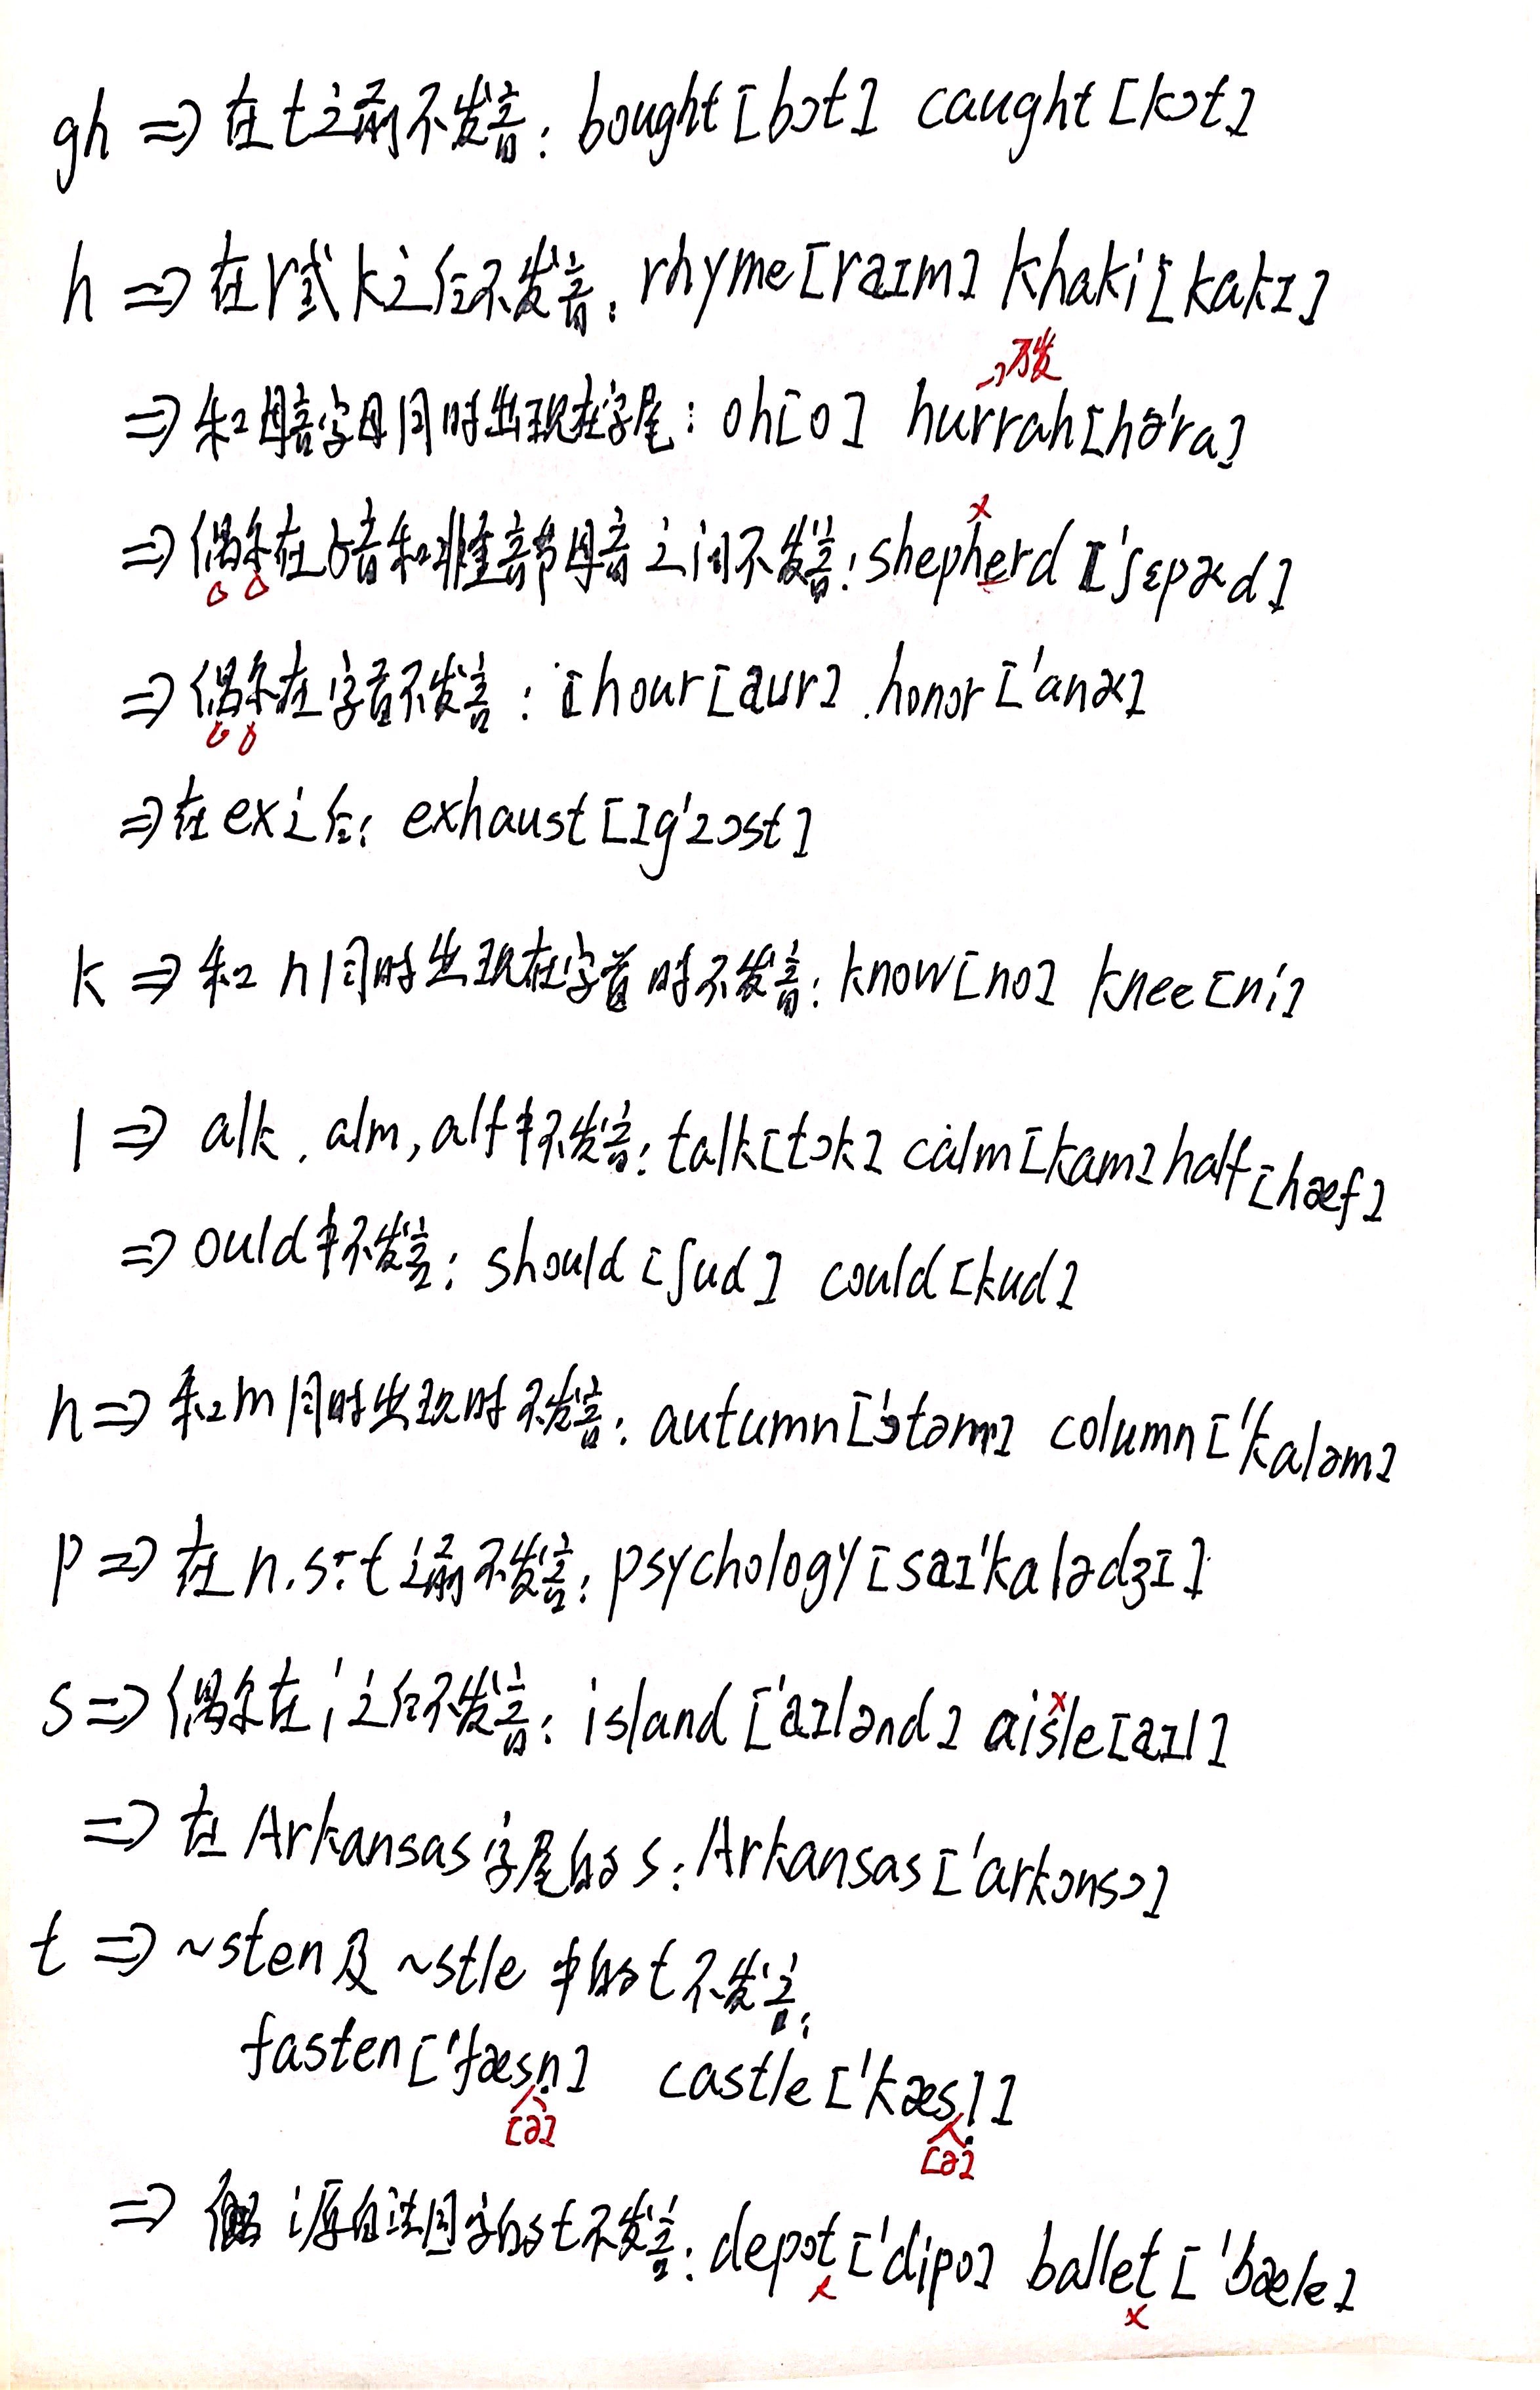 gh ⇒ 在t之前不发音: bought [bɔt] caught [kɔt]
h ⇒ 在r或k之后不发音: rhyme [raɪm] khaki [kakɪ]
→不发
⇒ 和母音字母同时出现在字尾: oh [o] hurrah [hə'ra]
x
⇒ 偶尔在子音和非重音节母音之间不发音: shepherd ['ʃɛpɚd]
⇒ 偶尔在字首不发音: hour [aur]. honor ['anɚ]
⇒ 在ex之后: exhaust [ɪg'zɔst]
k ⇒ 和n同时出现在字首时不发音: know [no] knee [ni]
l ⇒ alk, alm, alf中不发音: talk [tɔk] calm [kam] half [hæf]
⇒ ould中不发音: should [ʃud] could [kud]
n ⇒ 和m同时出现时不发音: autumn ['ɔtəm] column ['kaləm]
p ⇒ 在n.s.t之前不发音: psychology [saɪ'kalədʒɪ]
s ⇒ 偶尔在i之后不发音: island ['aɪlənd] aisle [aɪl]
x
⇒ 在Arkansas字尾的s: Arkansas ['arkənsɔ]
t ⇒ ~sten及~stle中的t不发音:
fasten ['fæsṇ] castle ['kæsḷ]
[ə] [ə]
⇒ 源自法国字的t不发音: depot ['dipo] ballet ['bæle]
x x